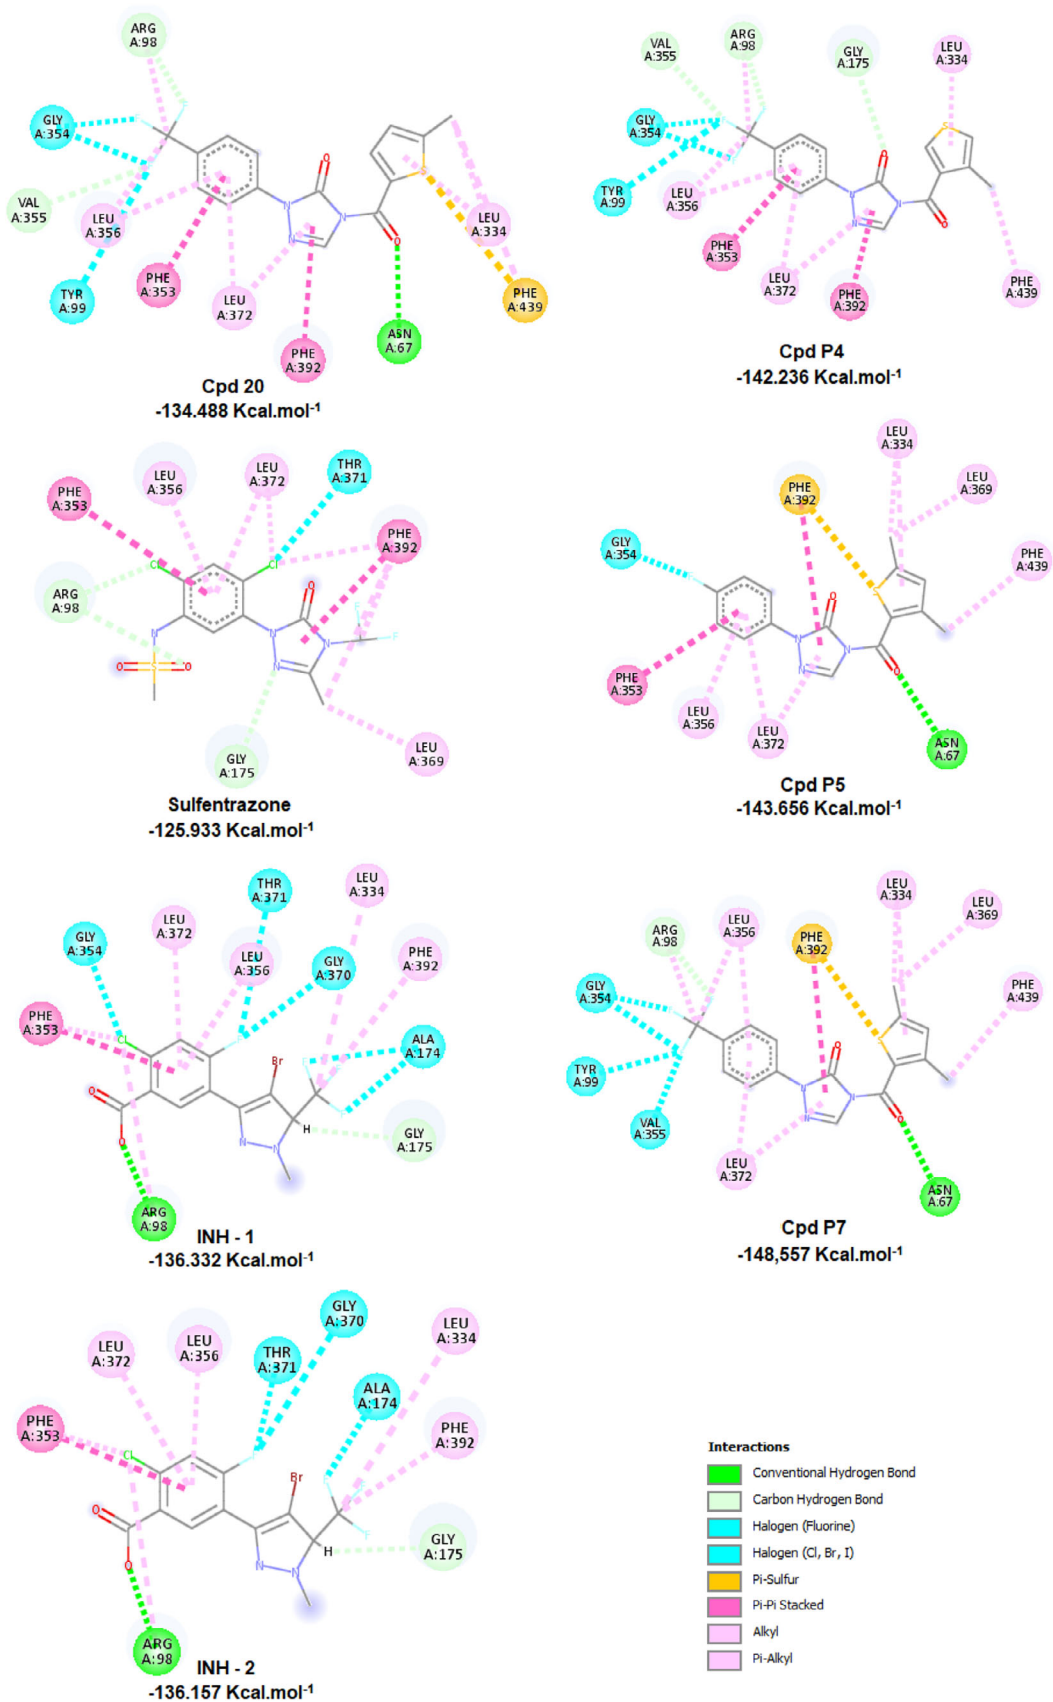 ARG
A:98
GLY
A:354
VAL
A:355
LEU
A:356
TYR
A:99
PHE
A:353
LEU
A:372
PHE
A:392
ASN
A:67
LEU
A:334
PHE
A:439
F
F
O
N
N
N
S
O
Cpd 20
-134.488 Kcal.mol⁻¹
VAL
A:355
ARG
A:98
GLY
A:175
LEU
A:334
GLY
A:354
TYR
A:99
LEU
A:356
PHE
A:353
LEU
A:372
PHE
A:392
PHE
A:439
O
N
N
N
S
O
Cpd P4
-142.236 Kcal.mol⁻¹
PHE
A:353
LEU
A:356
LEU
A:372
THR
A:371
PHE
A:392
ARG
A:98
GLY
A:175
LEU
A:369
Cl
Cl
N
O
S
O
O
N
N
N
F
F
Sulfentrazone
-125.933 Kcal.mol⁻¹
LEU
A:334
PHE
A:392
LEU
A:369
GLY
A:354
PHE
A:439
PHE
A:353
LEU
A:356
LEU
A:372
ASN
A:67
F
O
N
N
N
S
O
Cpd P5
-143.656 Kcal.mol⁻¹
GLY
A:354
LEU
A:372
THR
A:371
LEU
A:356
GLY
A:370
LEU
A:334
PHE
A:392
PHE
A:353
ALA
A:174
GLY
A:175
ARG
A:98
Cl
F
Br
F
F
H
O
O
N
N
INH - 1
-136.332 Kcal.mol⁻¹
ARG
A:98
LEU
A:356
PHE
A:392
LEU
A:334
LEU
A:369
GLY
A:354
PHE
A:439
TYR
A:99
VAL
A:355
LEU
A:372
ASN
A:67
O
N
N
N
S
O
Cpd P7
-148,557 Kcal.mol⁻¹
LEU
A:372
LEU
A:356
THR
A:371
GLY
A:370
LEU
A:334
ALA
A:174
PHE
A:353
PHE
A:392
GLY
A:175
ARG
A:98
Cl
F
Br
F
F
H
O
O
N
N
INH - 2
-136.157 Kcal.mol⁻¹
Interactions
Conventional Hydrogen Bond
Carbon Hydrogen Bond
Halogen (Fluorine)
Halogen (Cl, Br, I)
Pi-Sulfur
Pi-Pi Stacked
Alkyl
Pi-Alkyl